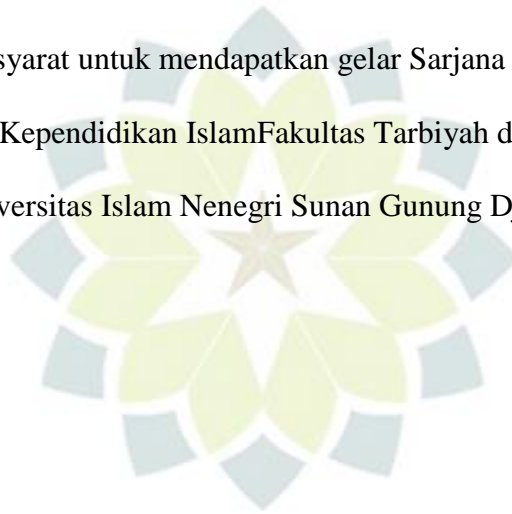 syarat untuk mendapatkan gelar Sarjana
Kependidikan IslamFakultas Tarbiyah d
versitas Islam Nenegri Sunan Gunung Dj